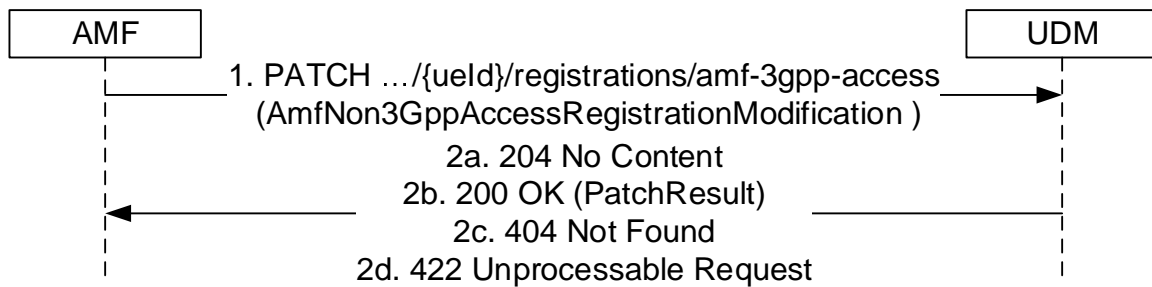 AMF
UDM
1. PATCH …/{ueId}/registrations/amf-3gpp-access
(AmfNon3GppAccessRegistrationModification )
2a. 204 No Content
2b. 200 OK (PatchResult)
2c. 404 Not Found
2d. 422 Unprocessable Request